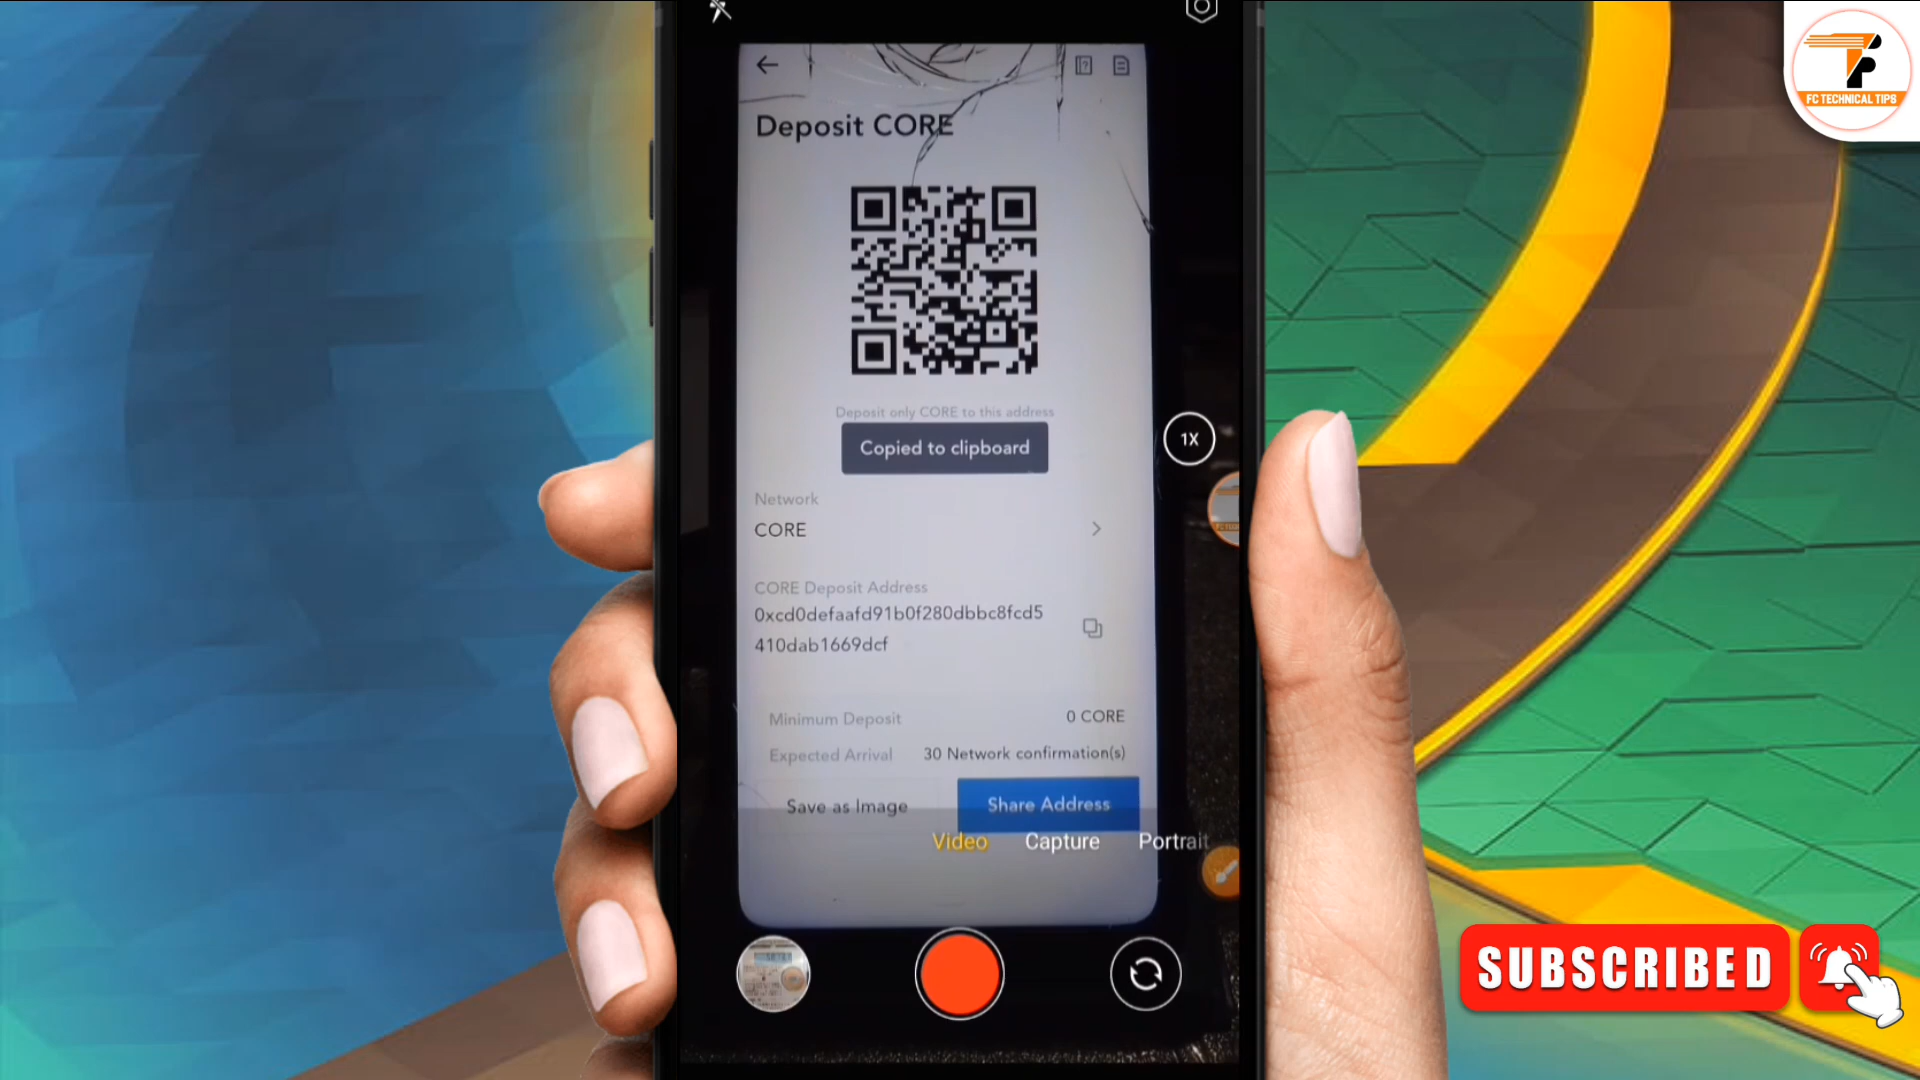 FC TECHNICAL TIPS
Deposit CORE
Deposit only CORE to this address
Copied to clipboard
1X
Network
CORE
CORE Deposit Address
0xcd0defaafd91b0f280dbbc8fcd5
410dab1669dcf
Minimum Deposit 0 CORE
Expected Arrival 30 Network confirmation(s)
Save as Image Share Address
Video Capture Portrait
SUBSCRIBED